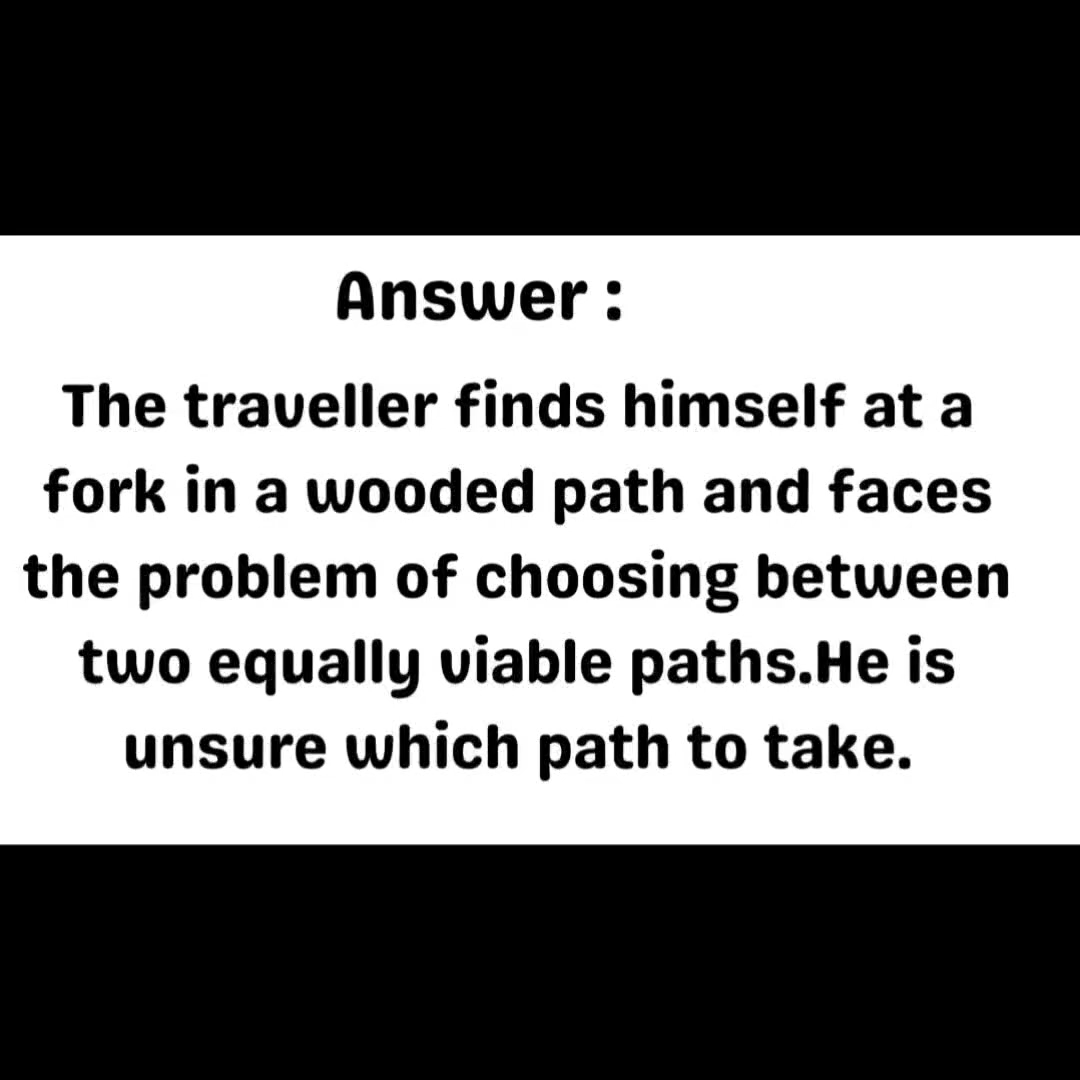 Answer :
The traveller finds himself at a
fork in a wooded path and faces
the problem of choosing between
two equally viable paths.He is
unsure which path to take.